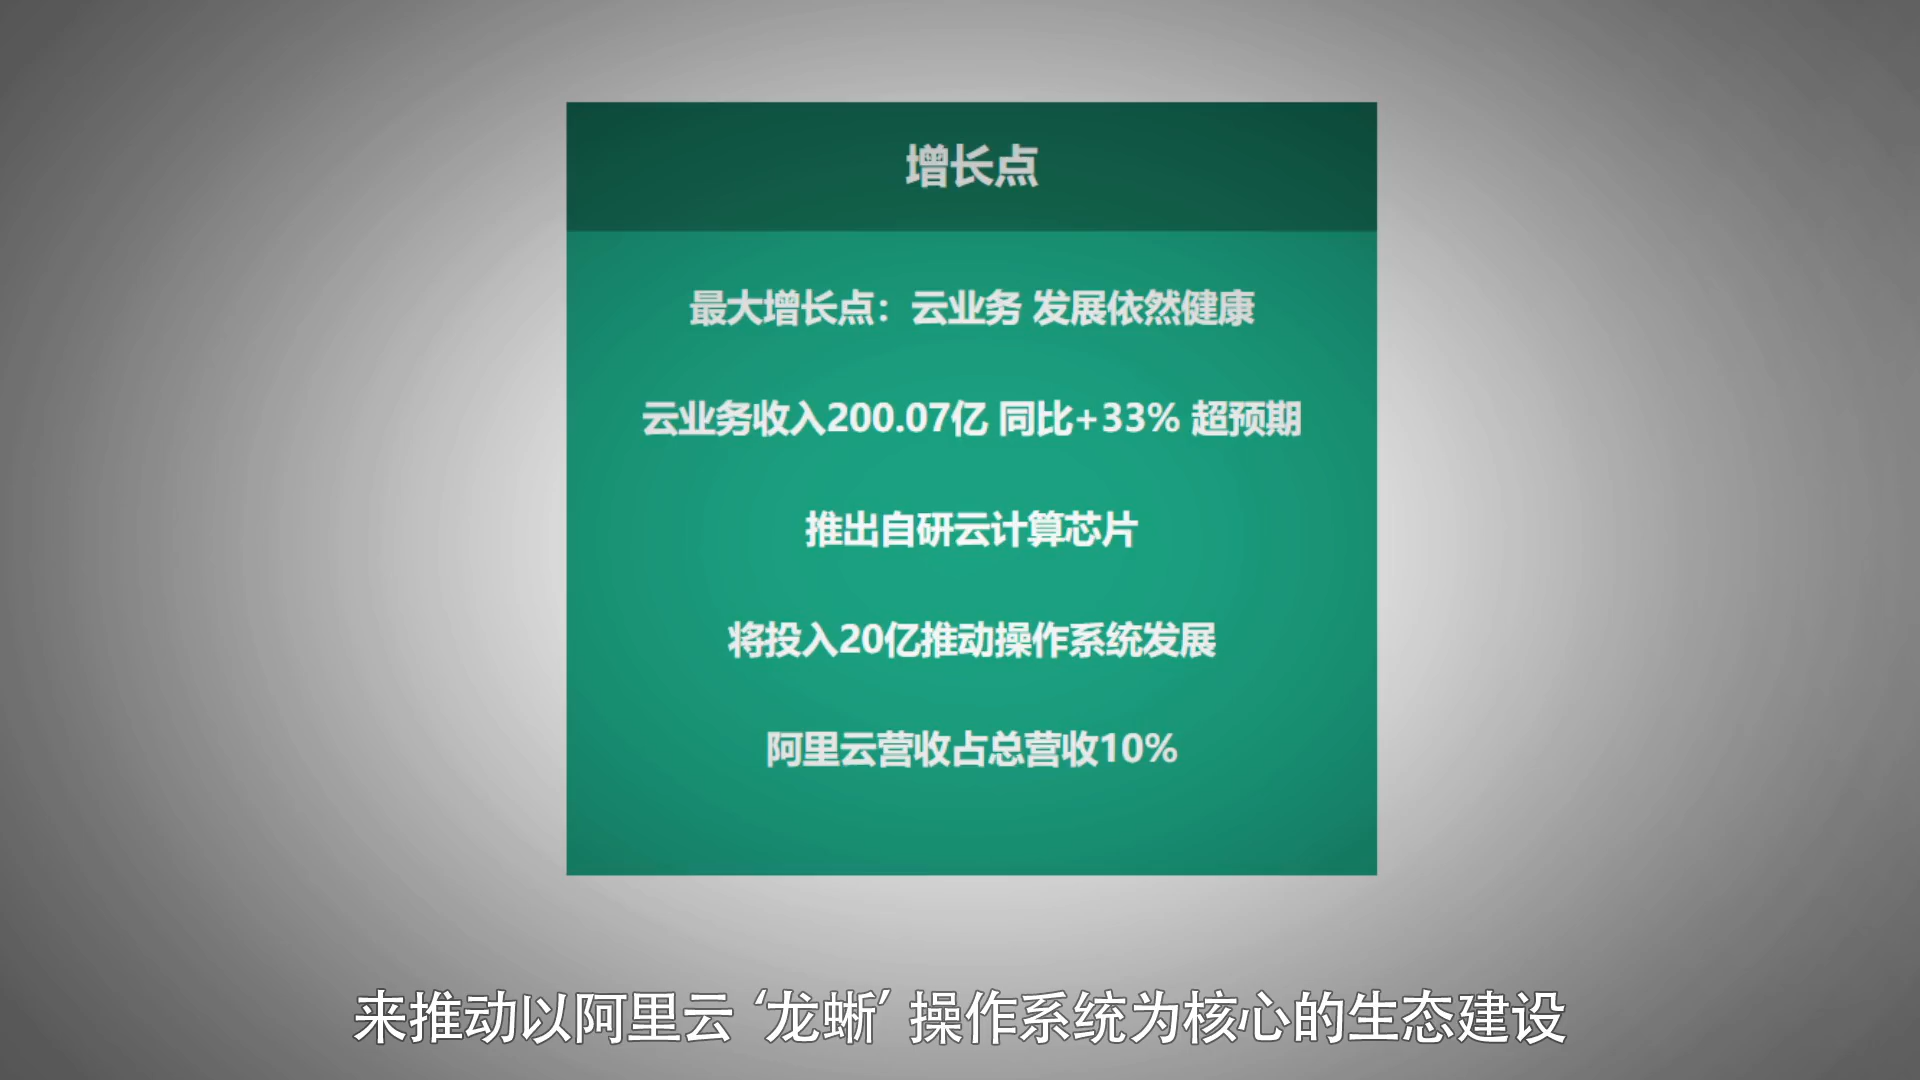 增长点
最大增长点：云业务 发展依然健康
云业务收入200.07亿 同比+33% 超预期
推出自研云计算芯片
将投入20亿推动操作系统发展
阿里云营收占总营收10%
来推动以阿里云‘龙蜥’操作系统为核心的生态建设